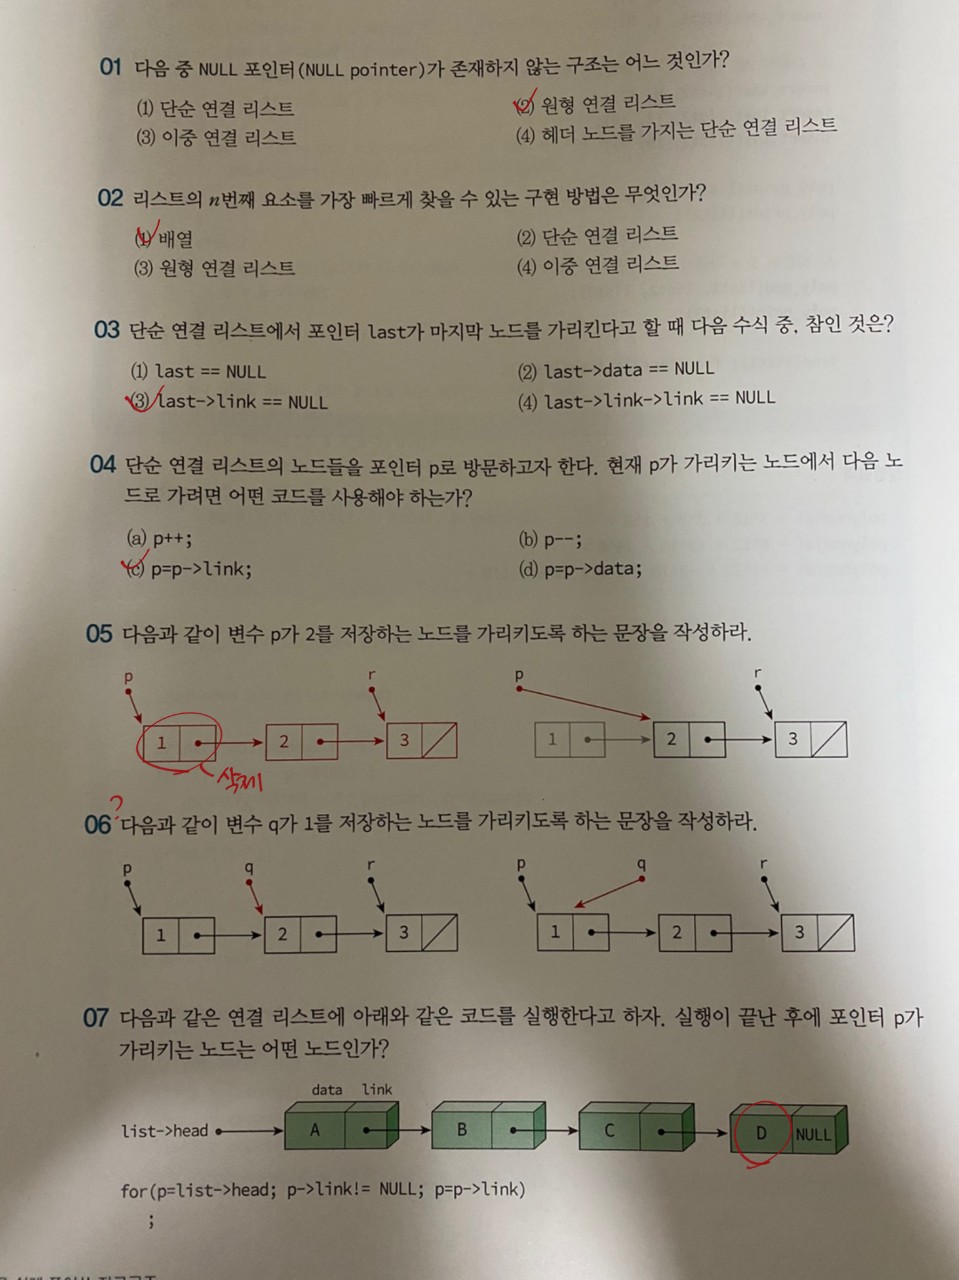 01 다음 중 NULL 포인터(NULL pointer)가 존재하지 않는 구조는 어느 것인가?
(1) 단순 연결 리스트 (2) 원형 연결 리스트
(3) 이중 연결 리스트 (4) 헤더 노드를 가지는 단순 연결 리스트
02 리스트의 n번째 요소를 가장 빠르게 찾을 수 있는 구현 방법은 무엇인가?
(1) 배열 (2) 단순 연결 리스트
(3) 원형 연결 리스트 (4) 이중 연결 리스트
03 단순 연결 리스트에서 포인터 last가 마지막 노드를 가리킨다고 할 때 다음 수식 중, 참인 것은?
(1) last == NULL (2) last->data == NULL
(3) last->link == NULL (4) last->link->link == NULL
04 단순 연결 리스트의 노드들을 포인터 p로 방문하고자 한다. 현재 p가 가리키는 노드에서 다음 노
드로 가려면 어떤 코드를 사용해야 하는가?
(a) p++; (b) p--;
(c) p=p->link; (d) p=p->data;
05 다음과 같이 변수 p가 2를 저장하는 노드를 가리키도록 하는 문장을 작성하라.
p r p r
1 2 3 1 2 3
삭제
?
06 다음과 같이 변수 q가 1를 저장하는 노드를 가리키도록 하는 문장을 작성하라.
p q r p q r
1 2 3 1 2 3
07 다음과 같은 연결 리스트에 아래와 같은 코드를 실행한다고 하자. 실행이 끝난 후에 포인터 p가
가리키는 노드는 어떤 노드인가?
data link
list->head A B C D NULL
for(p=list->head; p->link!= NULL; p=p->link)
;